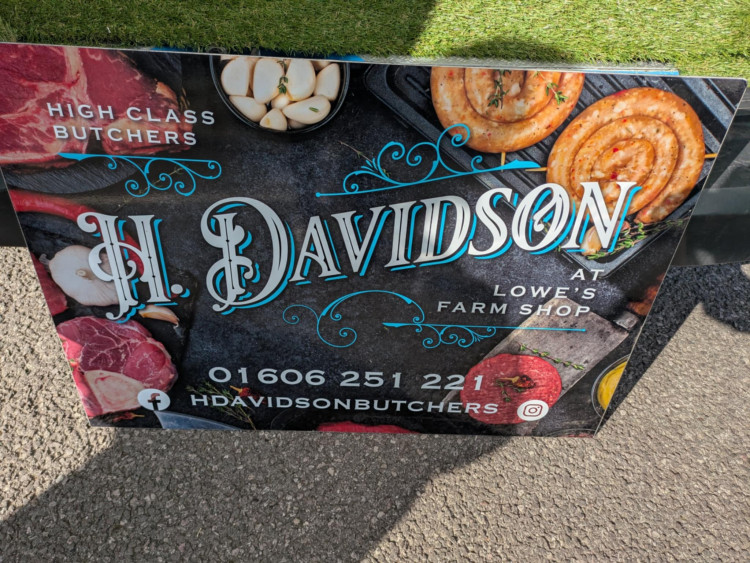 HIGH CLASS
BUTCHERS
H. DAVIDSON
AT
LOWE'S
FARM SHOP
01606 251 221
HDAVIDSONBUTCHERS